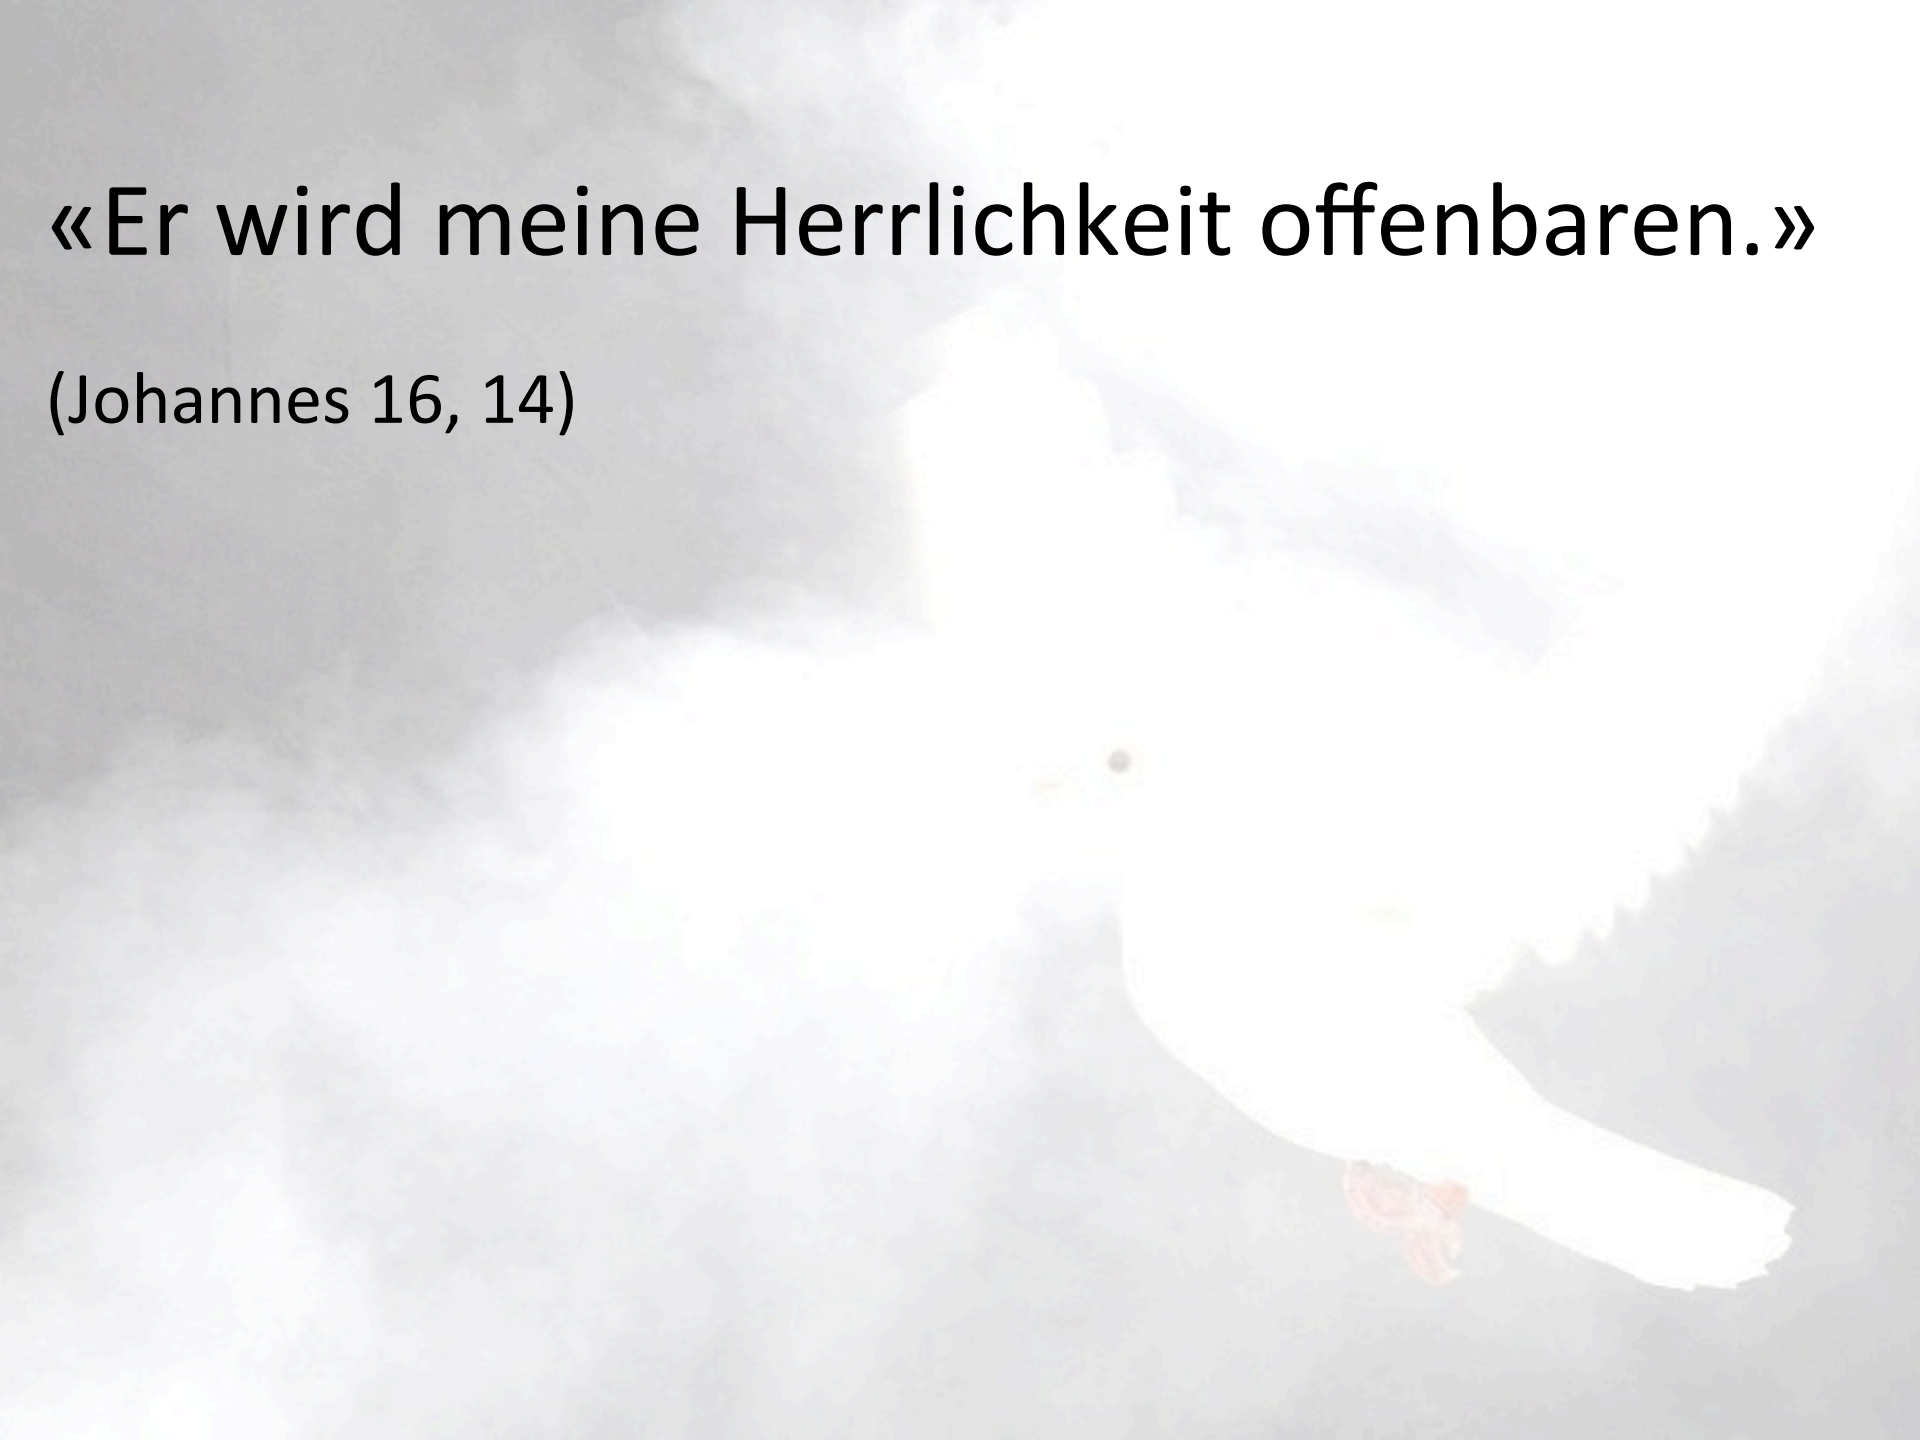 «Er wird meine Herrlichkeit offenbaren.»
(Johannes 16, 14)